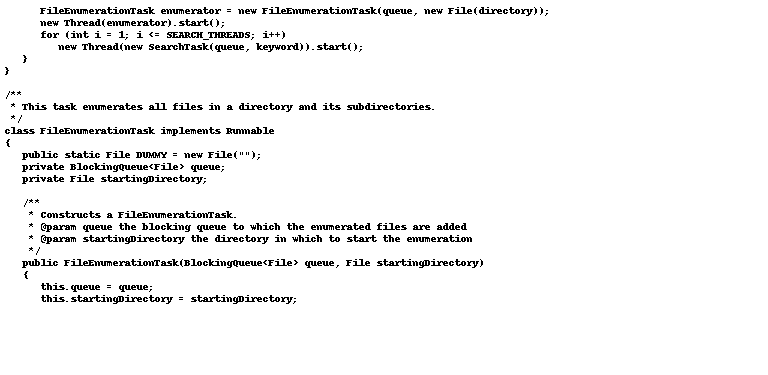 FileEnumerationTask enumerator = new FileEnumerationTask(queue, new File(directory));
new Thread(enumerator).start();
for (int i = 1; i <= SEARCH_THREADS; i++)
new Thread(new SearchTask(queue, keyword)).start();
}
}
/**
* This task enumerates all files in a directory and its subdirectories.
*/
class FileEnumerationTask implements Runnable
{
public static File DUMMY = new File("");
private BlockingQueue<File> queue;
private File startingDirectory;
/**
* Constructs a FileEnumerationTask.
* @param queue the blocking queue to which the enumerated files are added
* @param startingDirectory the directory in which to start the enumeration
*/
public FileEnumerationTask(BlockingQueue<File> queue, File startingDirectory)
{
this.queue = queue;
this.startingDirectory = startingDirectory;